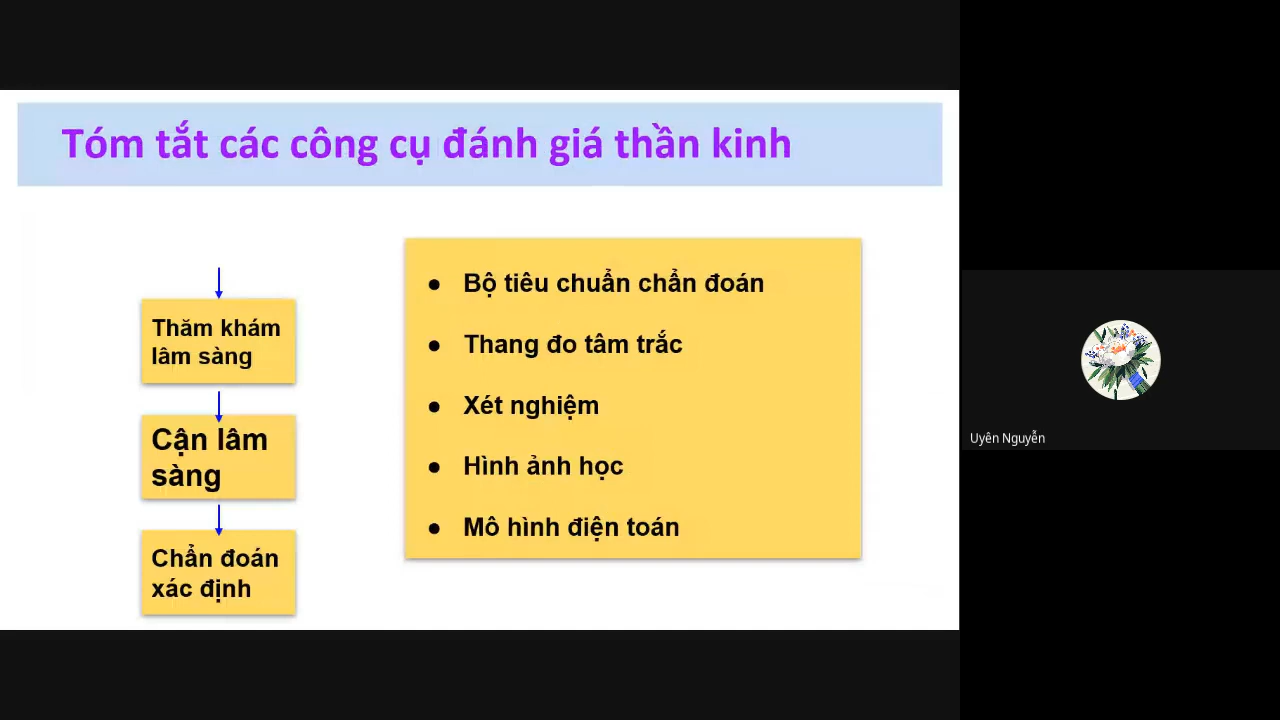 Tóm tắt các công cụ đánh giá thần kinh
Thăm khám
lâm sàng
Cận lâm
sàng
Chẩn đoán
xác định
● Bộ tiêu chuẩn chẩn đoán
● Thang đo tâm trắc
● Xét nghiệm
● Hình ảnh học
● Mô hình điện toán
Uyên Nguyễn